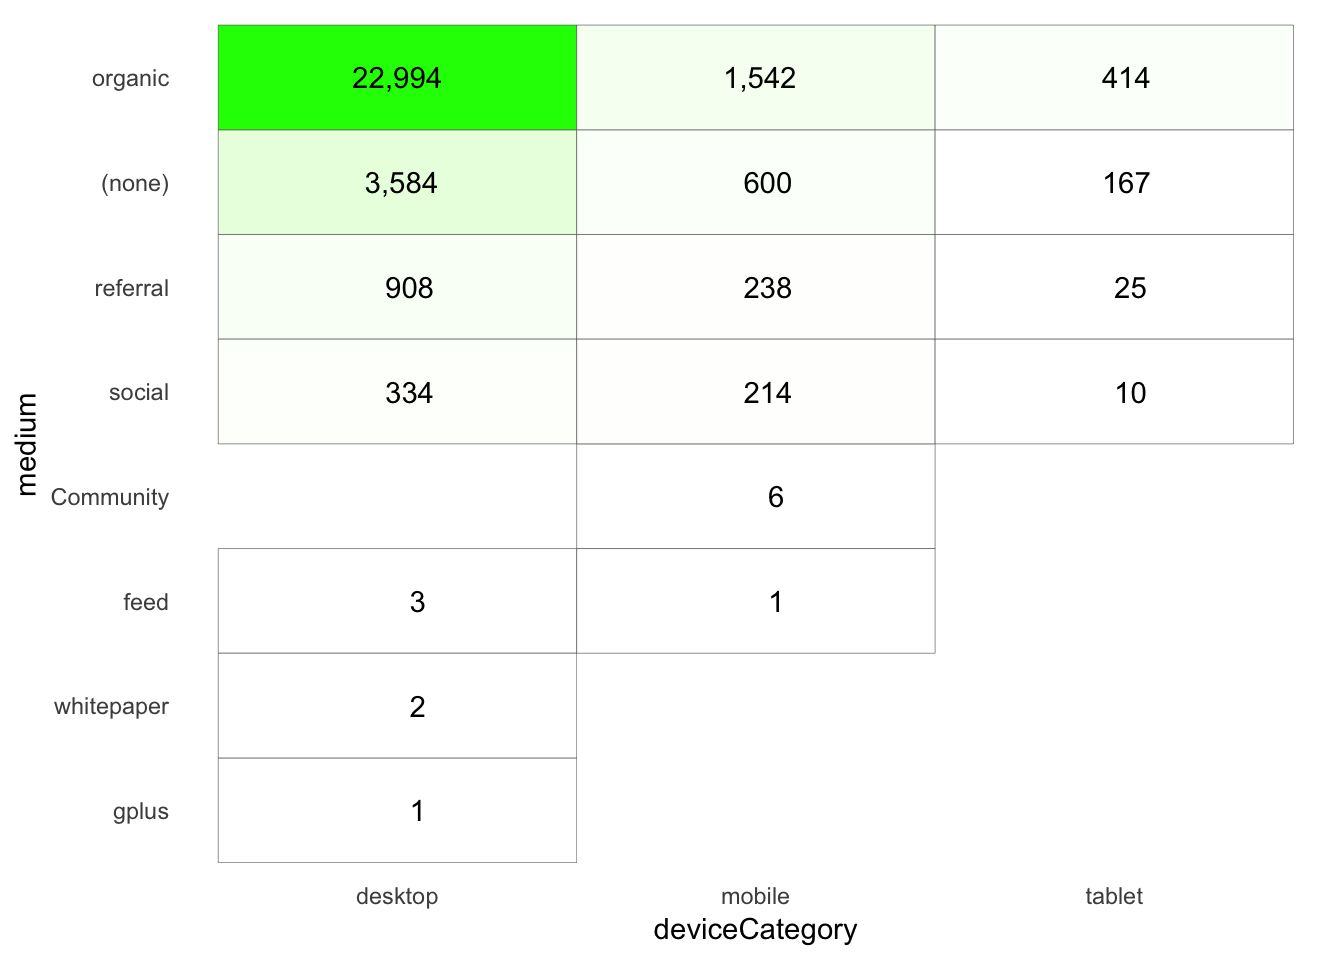 organic 22,994 1,542 414
(none) 3,584 600 167
referral 908 238 25
social 334 214 10
medium
Community 6
feed 3 1
whitepaper 2
gplus 1
desktop mobile tablet
deviceCategory